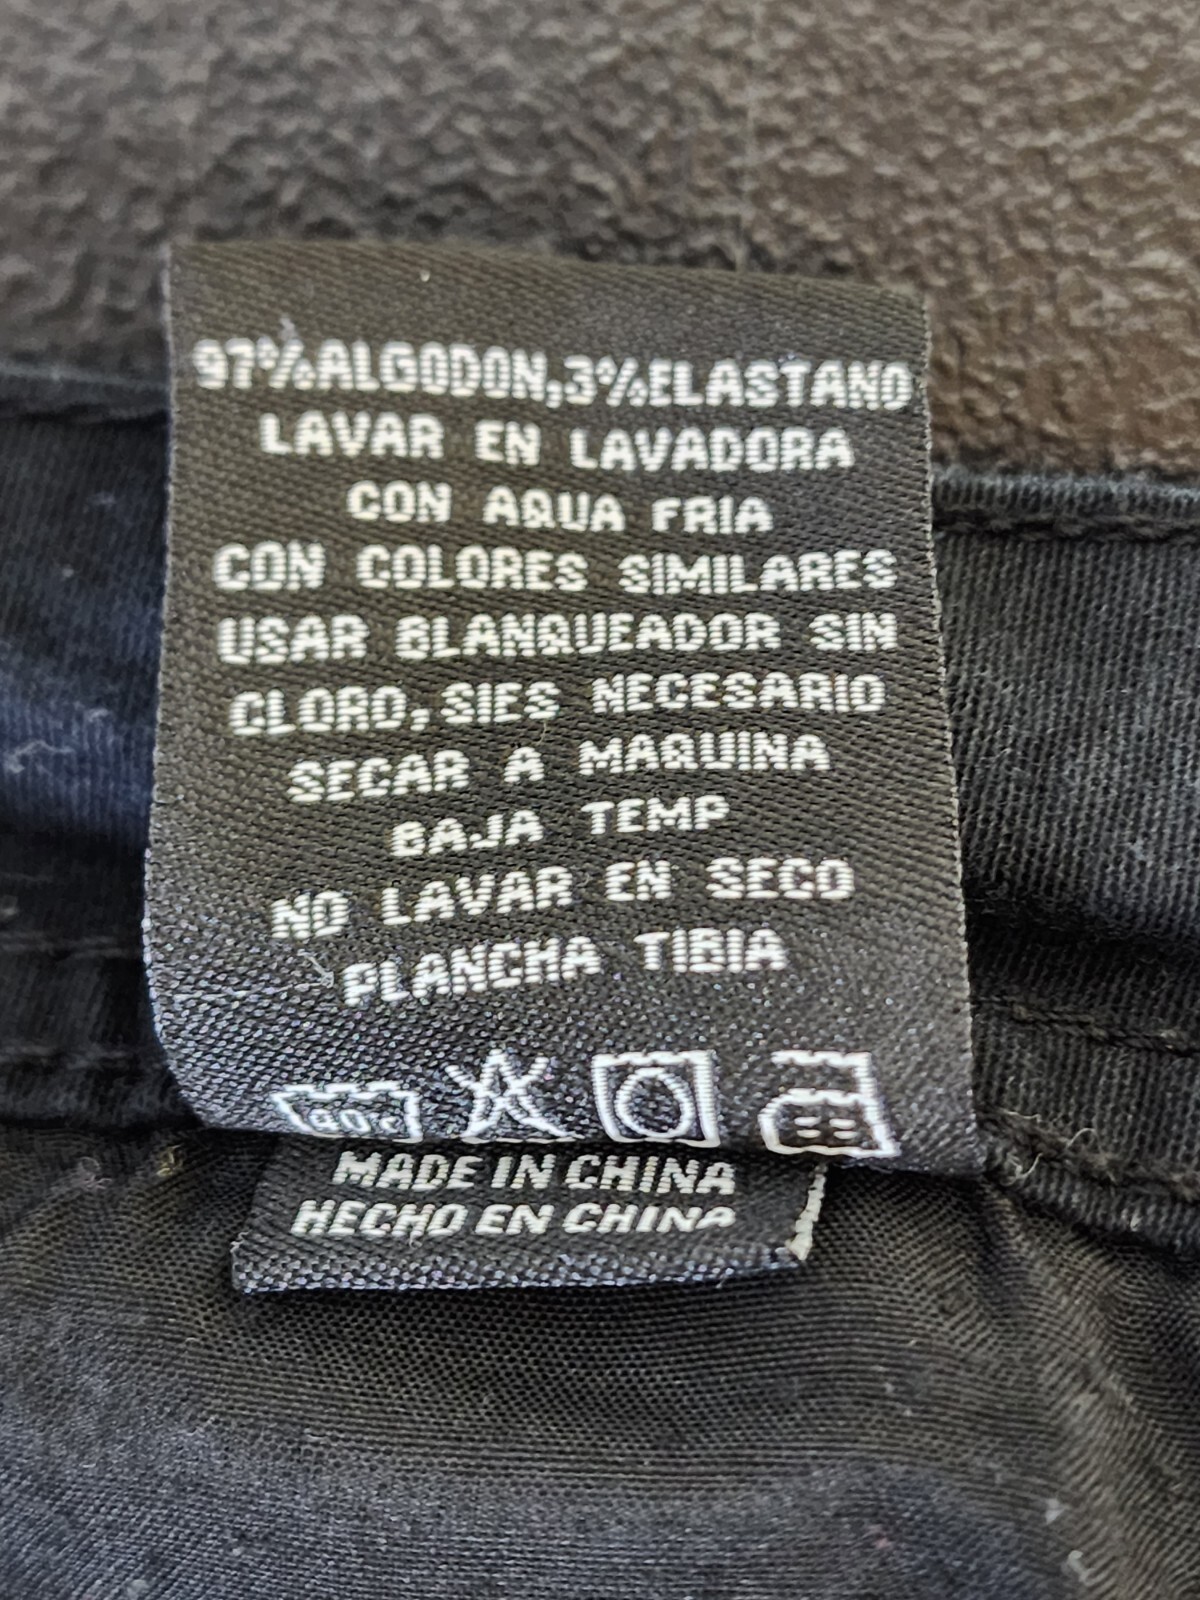 97%ALGODON,3%ELASTANO
LAVAR EN LAVADORA
CON AQUA FRIA
CON COLORES SIMILARES
USAR BLANQUEADOR SIN
CLORO, SIES NECESARIO
SECAR A MAQUINA
BAJA TEMP
NO LAVAR EN SECO
PLANCHA TIBIA
40c
MADE IN CHINA
HECHO EN CHINA